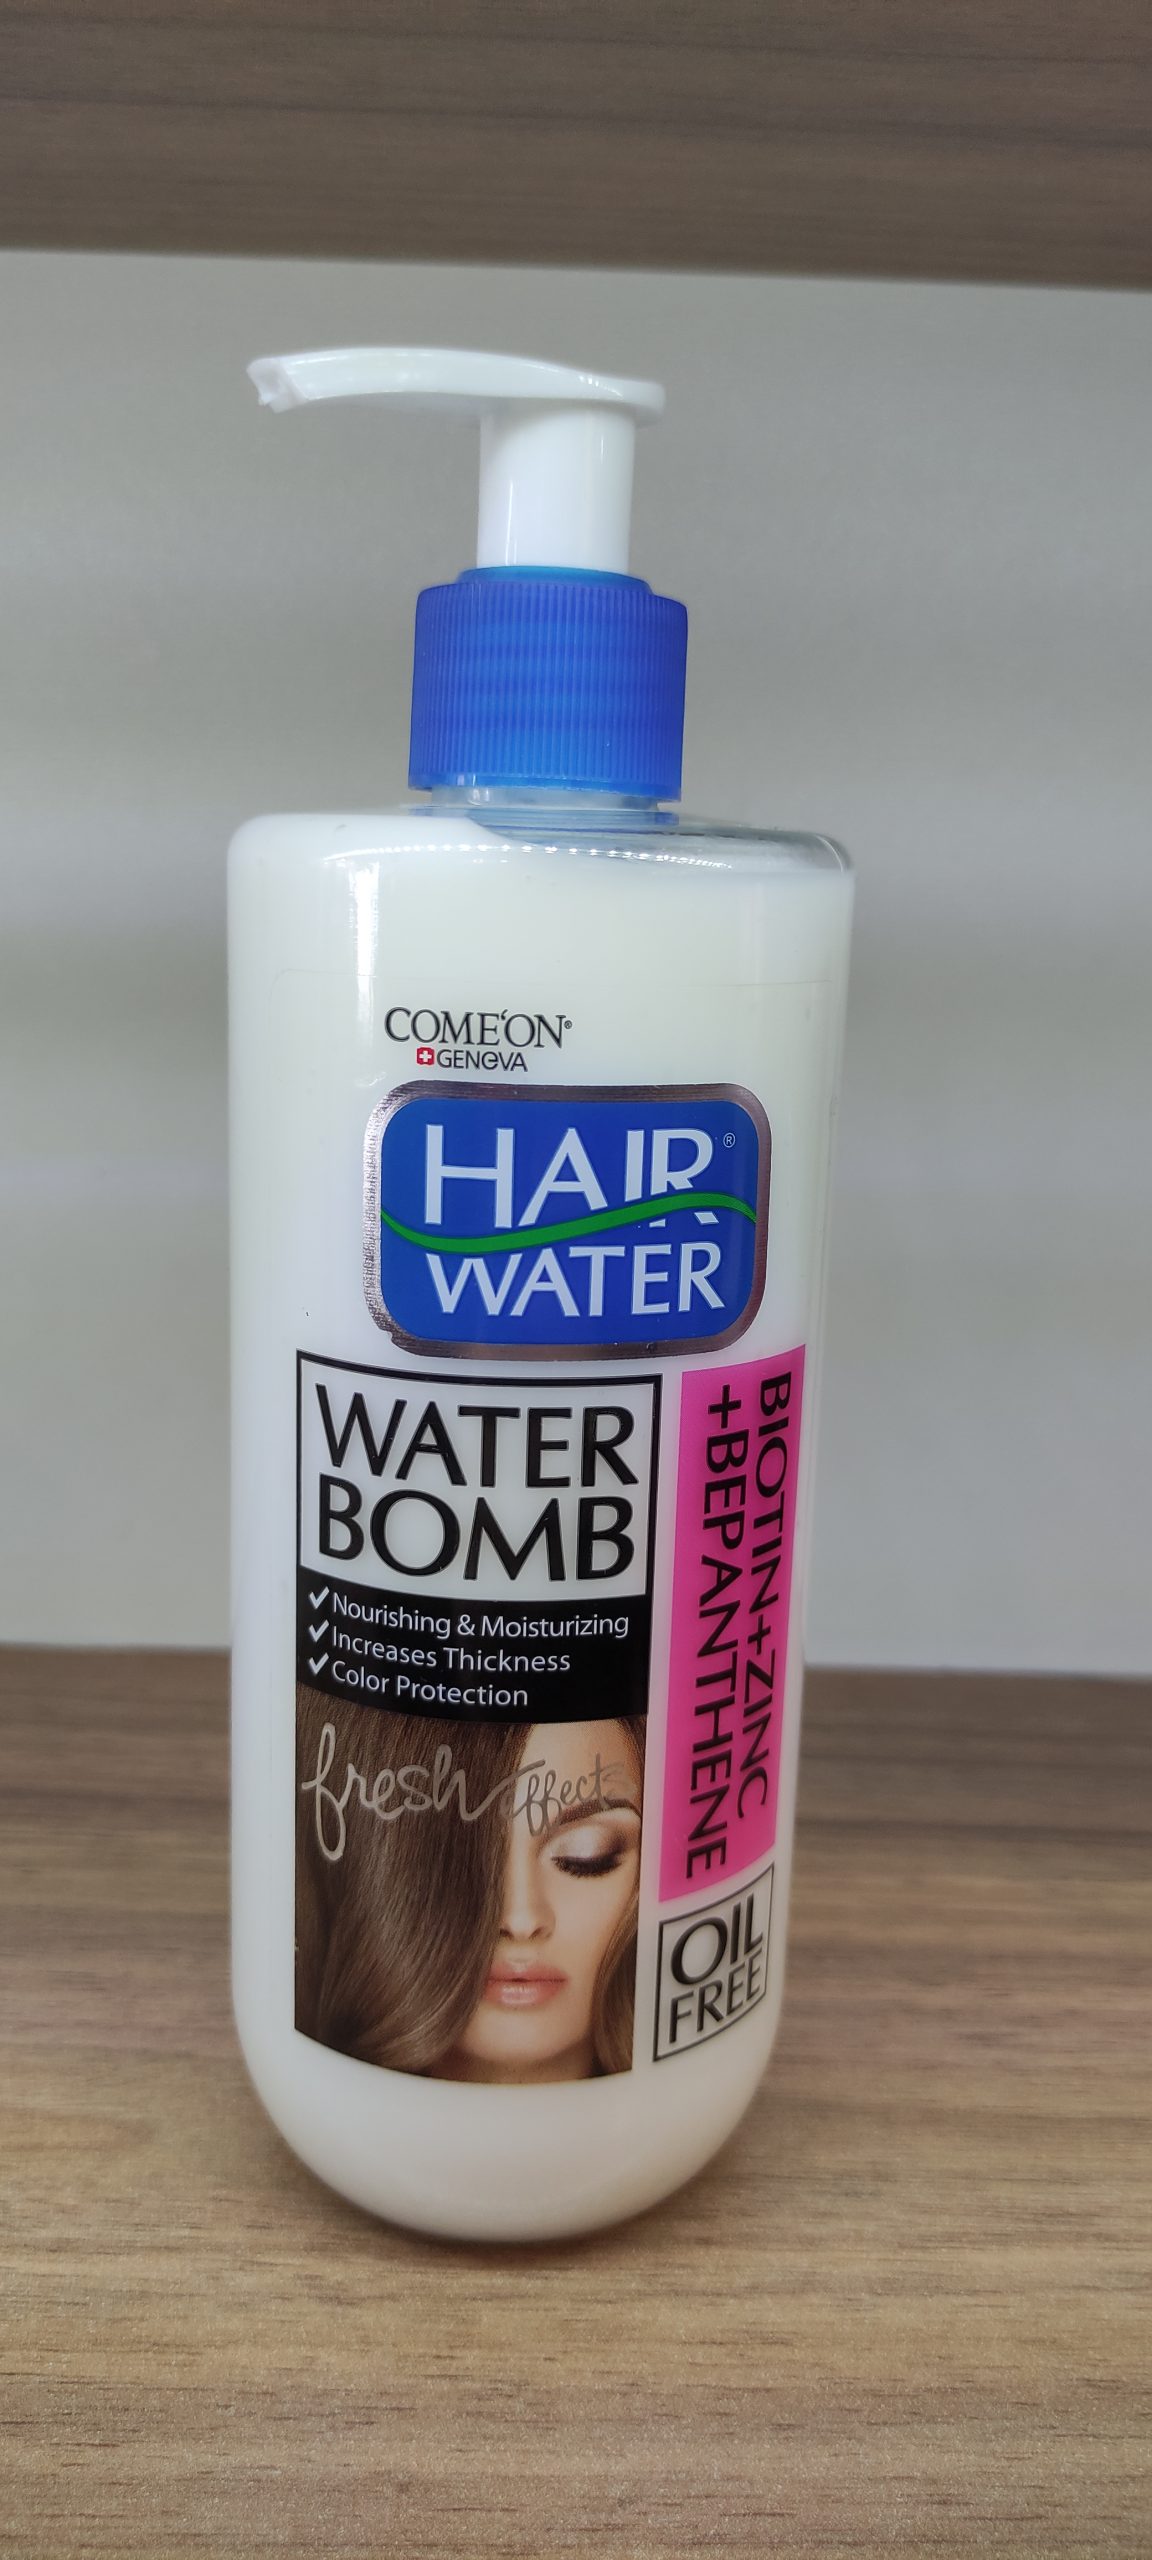 COME'ON®
GENEVA
HAIR®
WATER
WATER
BOMB
✓ Nourishing & Moisturizing
✓ Increases Thickness
✓ Color Protection
fresh effects
BIOTIN+ZINC
+BEPANTHENE
OIL
FREE